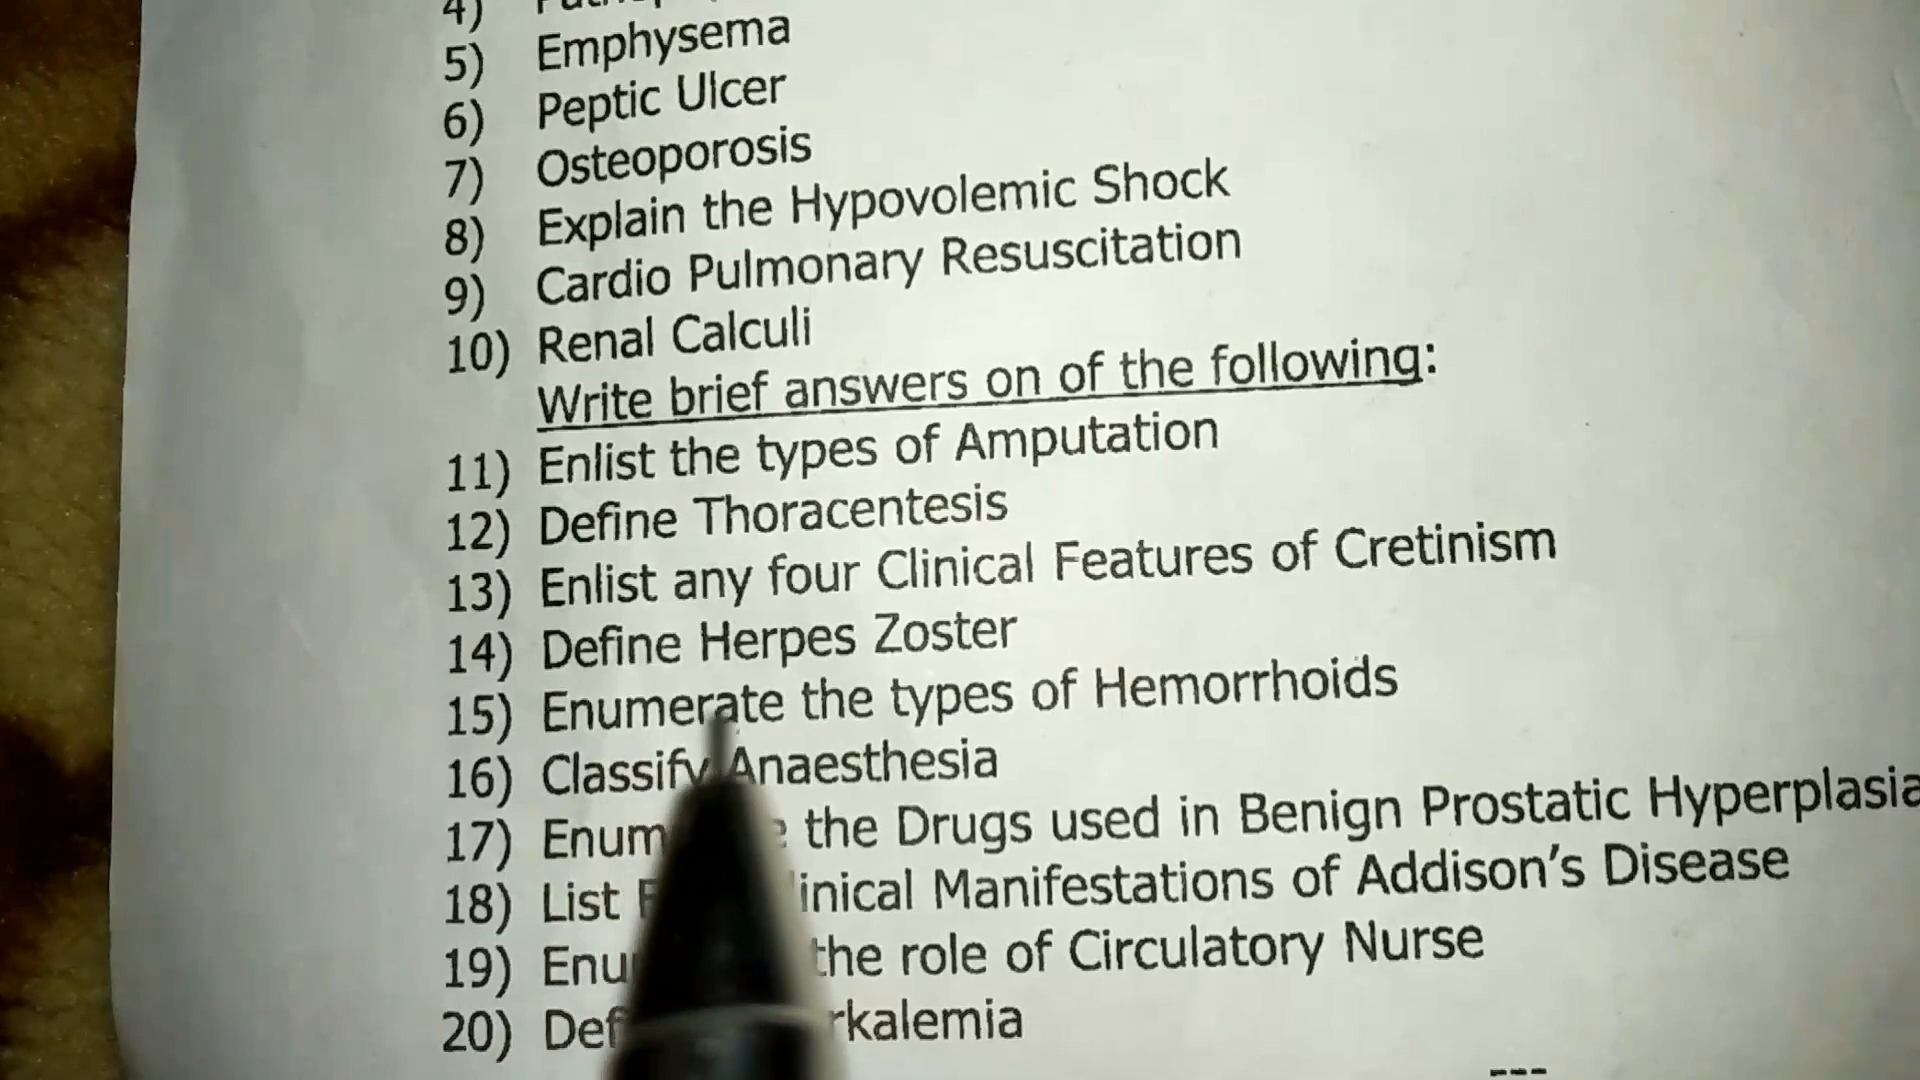 4)
5) Emphysema
6) Peptic Ulcer
7) Osteoporosis
8) Explain the Hypovolemic Shock
9) Cardio Pulmonary Resuscitation
10) Renal Calculi
Write brief answers on of the following:
11) Enlist the types of Amputation
12) Define Thoracentesis
13) Enlist any four Clinical Features of Cretinism
14) Define Herpes Zoster
15) Enumerate the types of Hemorrhoids
16) Classify Anaesthesia
17) the Drugs used in Benign Prostatic Hyperplasia
18) List Manifestations of Addison's Disease
19) the role of Circulatory Nurse
20)
---